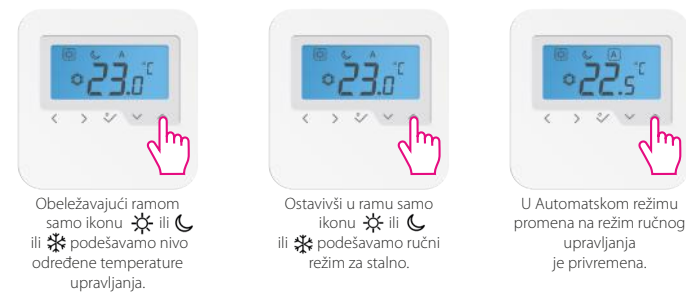 A
23.0°C
A
23.0°C
A
22.5°C
Obeležavajući ramom
samo ikonu ili
ili podešavamo nivo
određene temperature
upravljanja.
Ostavivši u ramu samo
ikonu ili
ili podešavamo ručni
režim za stalno.
U Automatskom režimu
promena na režim ručnog
upravljanja
je privremena.